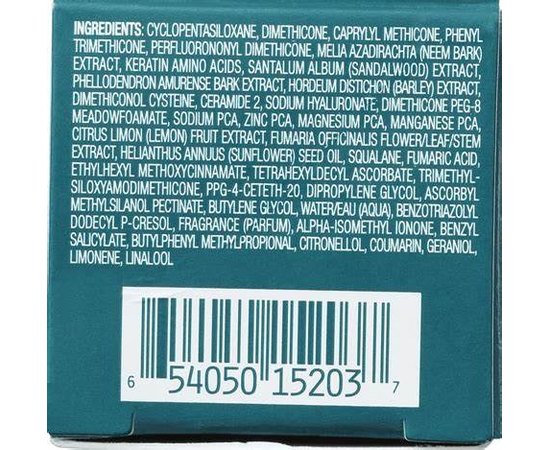 INGREDIENTS: CYCLOPENTASILOXANE, DIMETHICONE, CAPRYLYL METHICONE, PHENYL
TRIMETHICONE, PERFLUORONONYL DIMETHICONE, MELIA AZADIRACHTA (NEEM BARK)
EXTRACT, KERATIN AMINO ACIDS, SANTALUM ALBUM (SANDALWOOD) EXTRACT,
PHELLODENDRON AMURENSE BARK EXTRACT, HORDEUM DISTICHON (BARLEY) EXTRACT,
DIMETHICONOL CYSTEINE, CERAMIDE 2, SODIUM HYALURONATE, DIMETHICONE PEG-8
MEADOWFOAMATE, SODIUM PCA, ZINC PCA, MAGNESIUM PCA, MANGANESE PCA,
CITRUS LIMON (LEMON) FRUIT EXTRACT, FUMARIA OFFICINALIS FLOWER/LEAF/STEM
EXTRACT, HELIANTHUS ANNUUS (SUNFLOWER) SEED OIL, SQUALANE, FUMARIC ACID,
ETHYLHEXYL METHOXYCINNAMATE, TETRAHEXYLDECYL ASCORBATE, TRIMETHYL-
SILOXYAMODIMETHICONE, PPG-4-CETETH-20, DIPROPYLENE GLYCOL, ASCORBYL
METHYLSILANOL PECTINATE, BUTYLENE GLYCOL, WATER/EAU (AQUA), BENZOTRIAZOLYL
DODECYL P-CRESOL, FRAGRANCE (PARFUM), ALPHA-ISOMETHYL IONONE, BENZYL
SALICYLATE, BUTYLPHENYL METHYLPROPIONAL, CITRONELLOL, COUMARIN, GERANIOL,
LIMONENE, LINALOOL
6 54050 15203 7